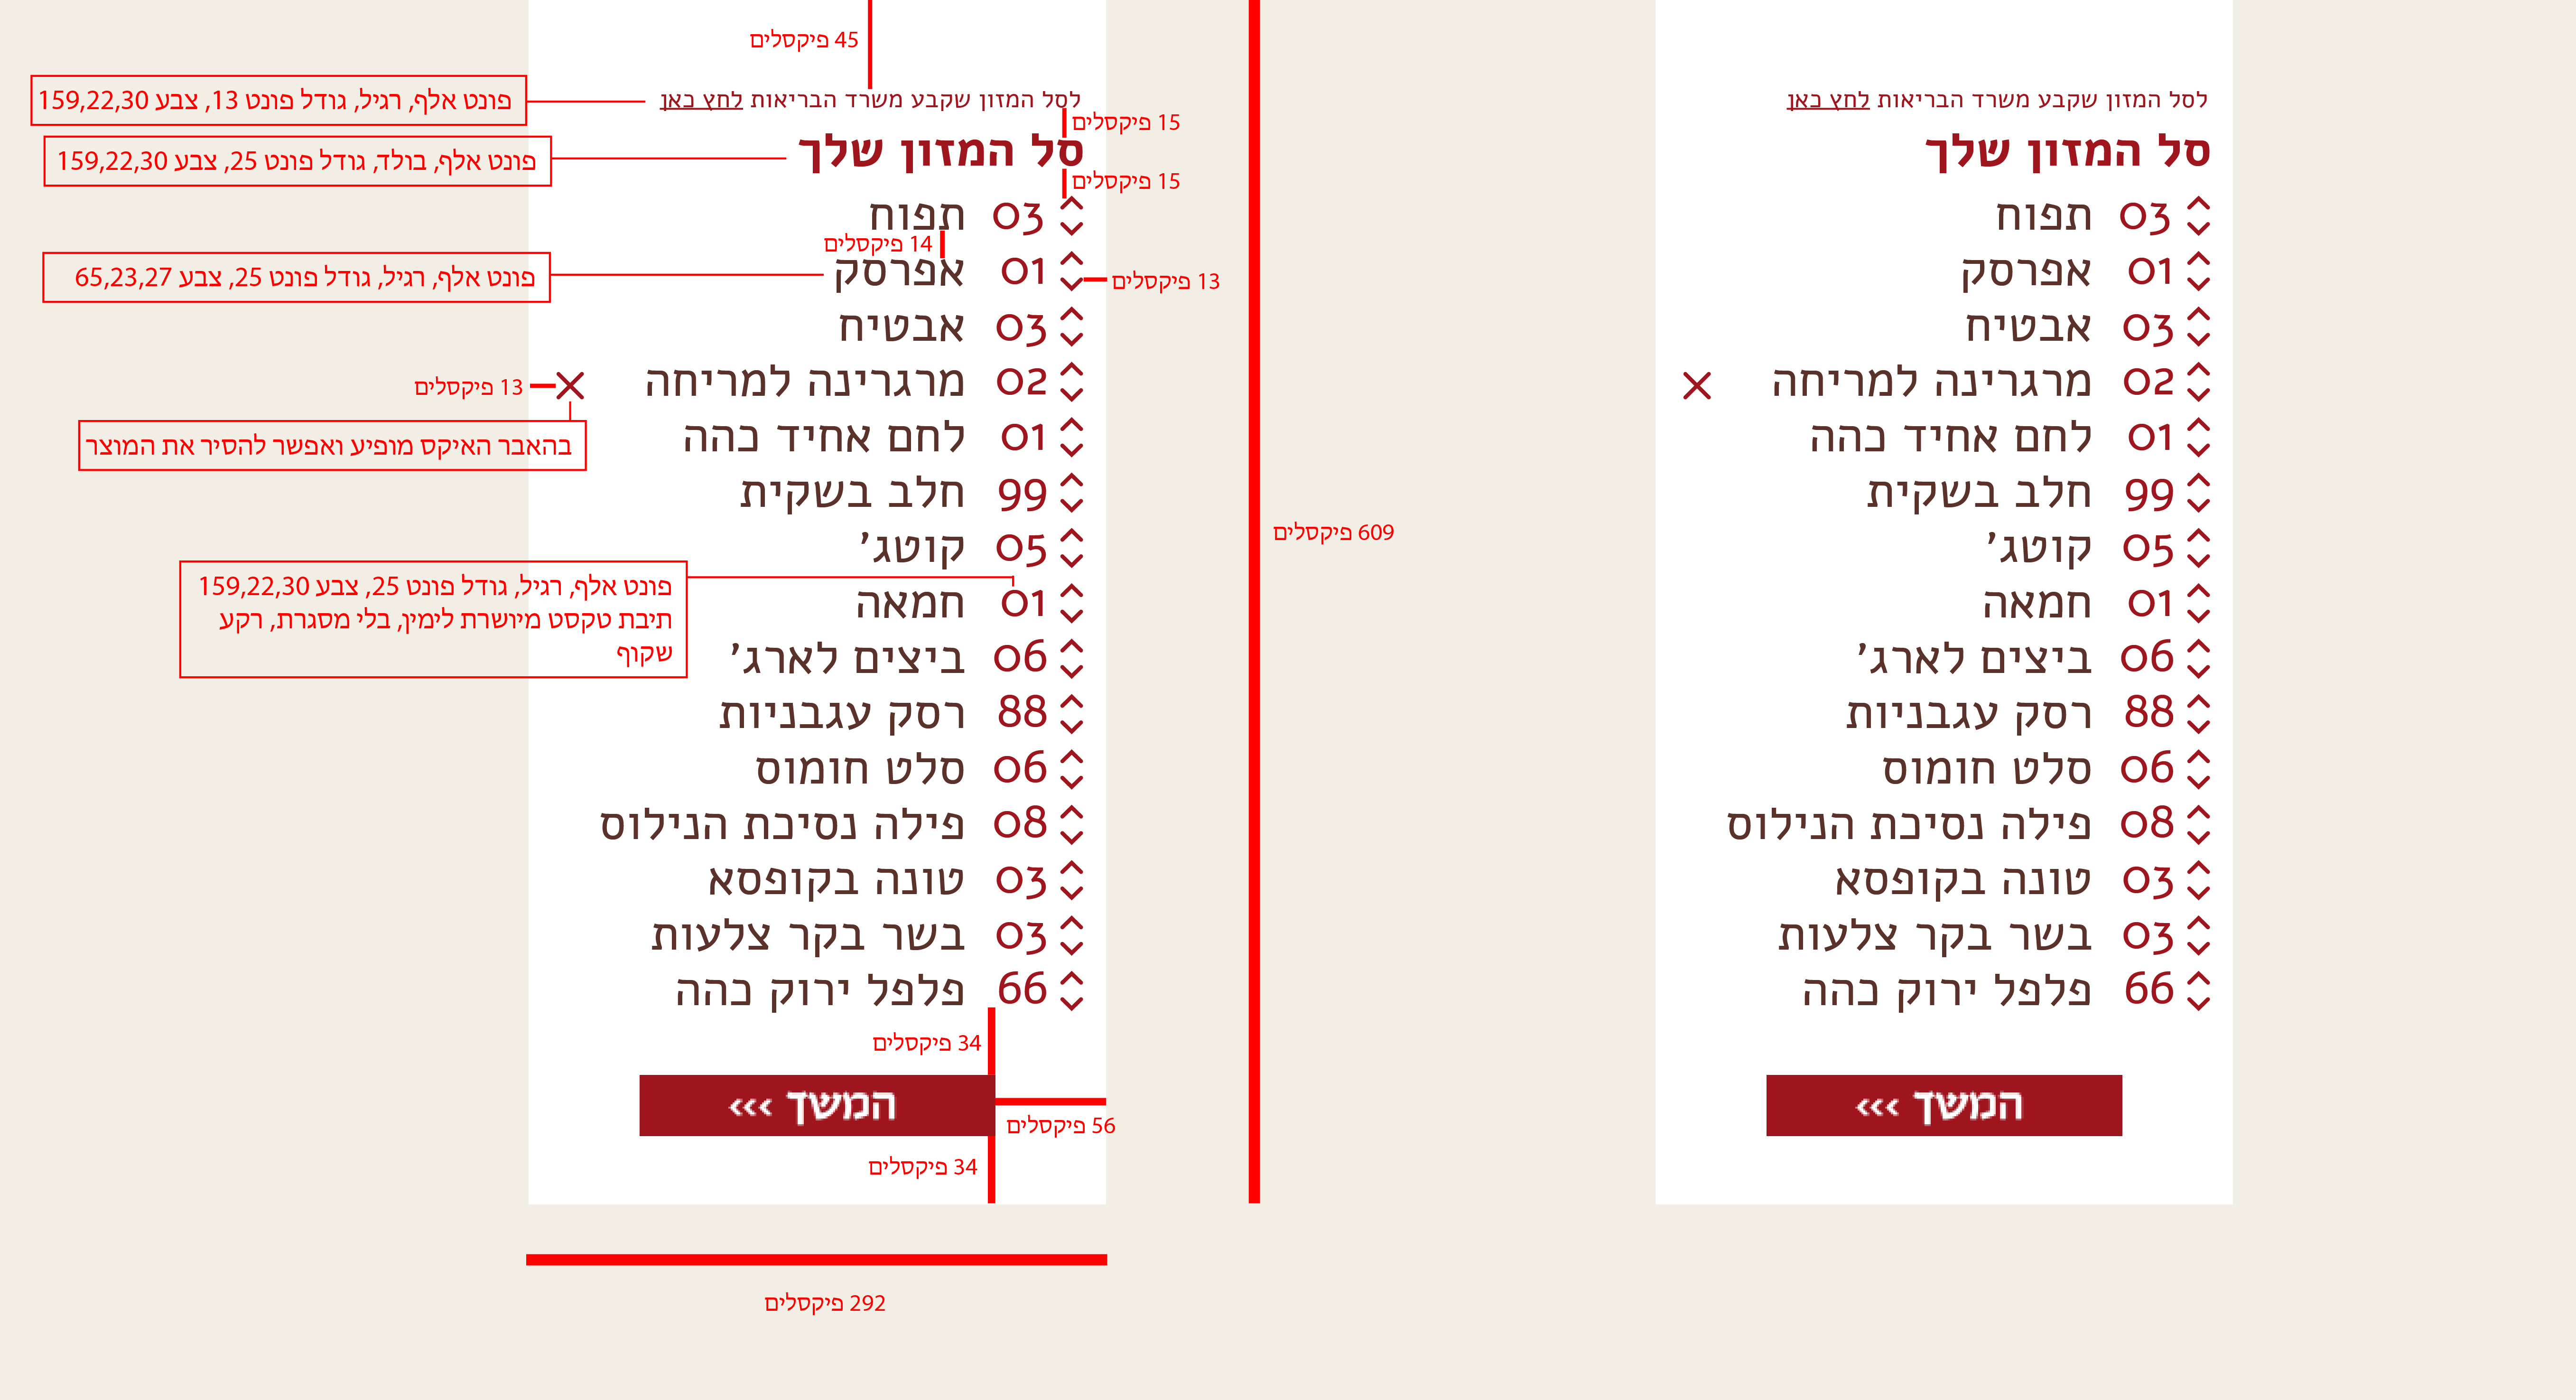 45 פיקסלים
פונט אלף, רגיל, גודל פונט 13, צבע 159,22,30
לסל המזון שקבע משרד הבריאות לחץ כאן
15 פיקסלים
פונט אלף, בולד, גודל פונט 25, צבע 159,22,30
סל המזון שלך
15 פיקסלים
03 תפוח
14 פיקסלים
פונט אלף, רגיל, גודל פונט 25, צבע 65,23,27
01 אפרסק
13 פיקסלים
03 אבטיח
02 מרגרינה למריחה
13 פיקסלים
בהאבר האיקס מופיע ואפשר להסיר את המוצר
01 לחם אחיד כהה
99 חלב בשקית
05 קוטג׳
פונט אלף, רגיל, גודל פונט 25, צבע 159,22,30
תיבת טקסט מיושרת לימין, בלי מסגרת, רקע
שקוף
01 חמאה
06 ביצים לארג׳
88 רסק עגבניות
06 סלט חומוס
08 פילה נסיכת הנילוס
03 טונה בקופסא
03 בשר בקר צלעות
66 פלפל ירוק כהה
34 פיקסלים
המשך >>>
56 פיקסלים
34 פיקסלים
292 פיקסלים
609 פיקסלים
לסל המזון שקבע משרד הבריאות לחץ כאן
סל המזון שלך
03 תפוח
01 אפרסק
03 אבטיח
02 מרגרינה למריחה
01 לחם אחיד כהה
99 חלב בשקית
05 קוטג׳
01 חמאה
06 ביצים לארג׳
88 רסק עגבניות
06 סלט חומוס
08 פילה נסיכת הנילוס
03 טונה בקופסא
03 בשר בקר צלעות
66 פלפל ירוק כהה
המשך >>>